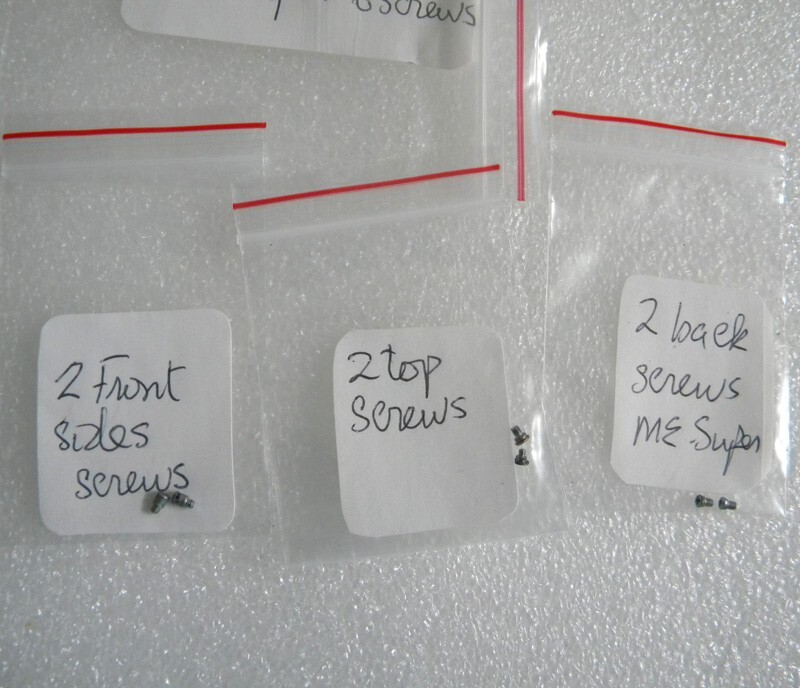 screws
2 Front
sides
screws
2 top
screws
2 back
screws
ME-Super